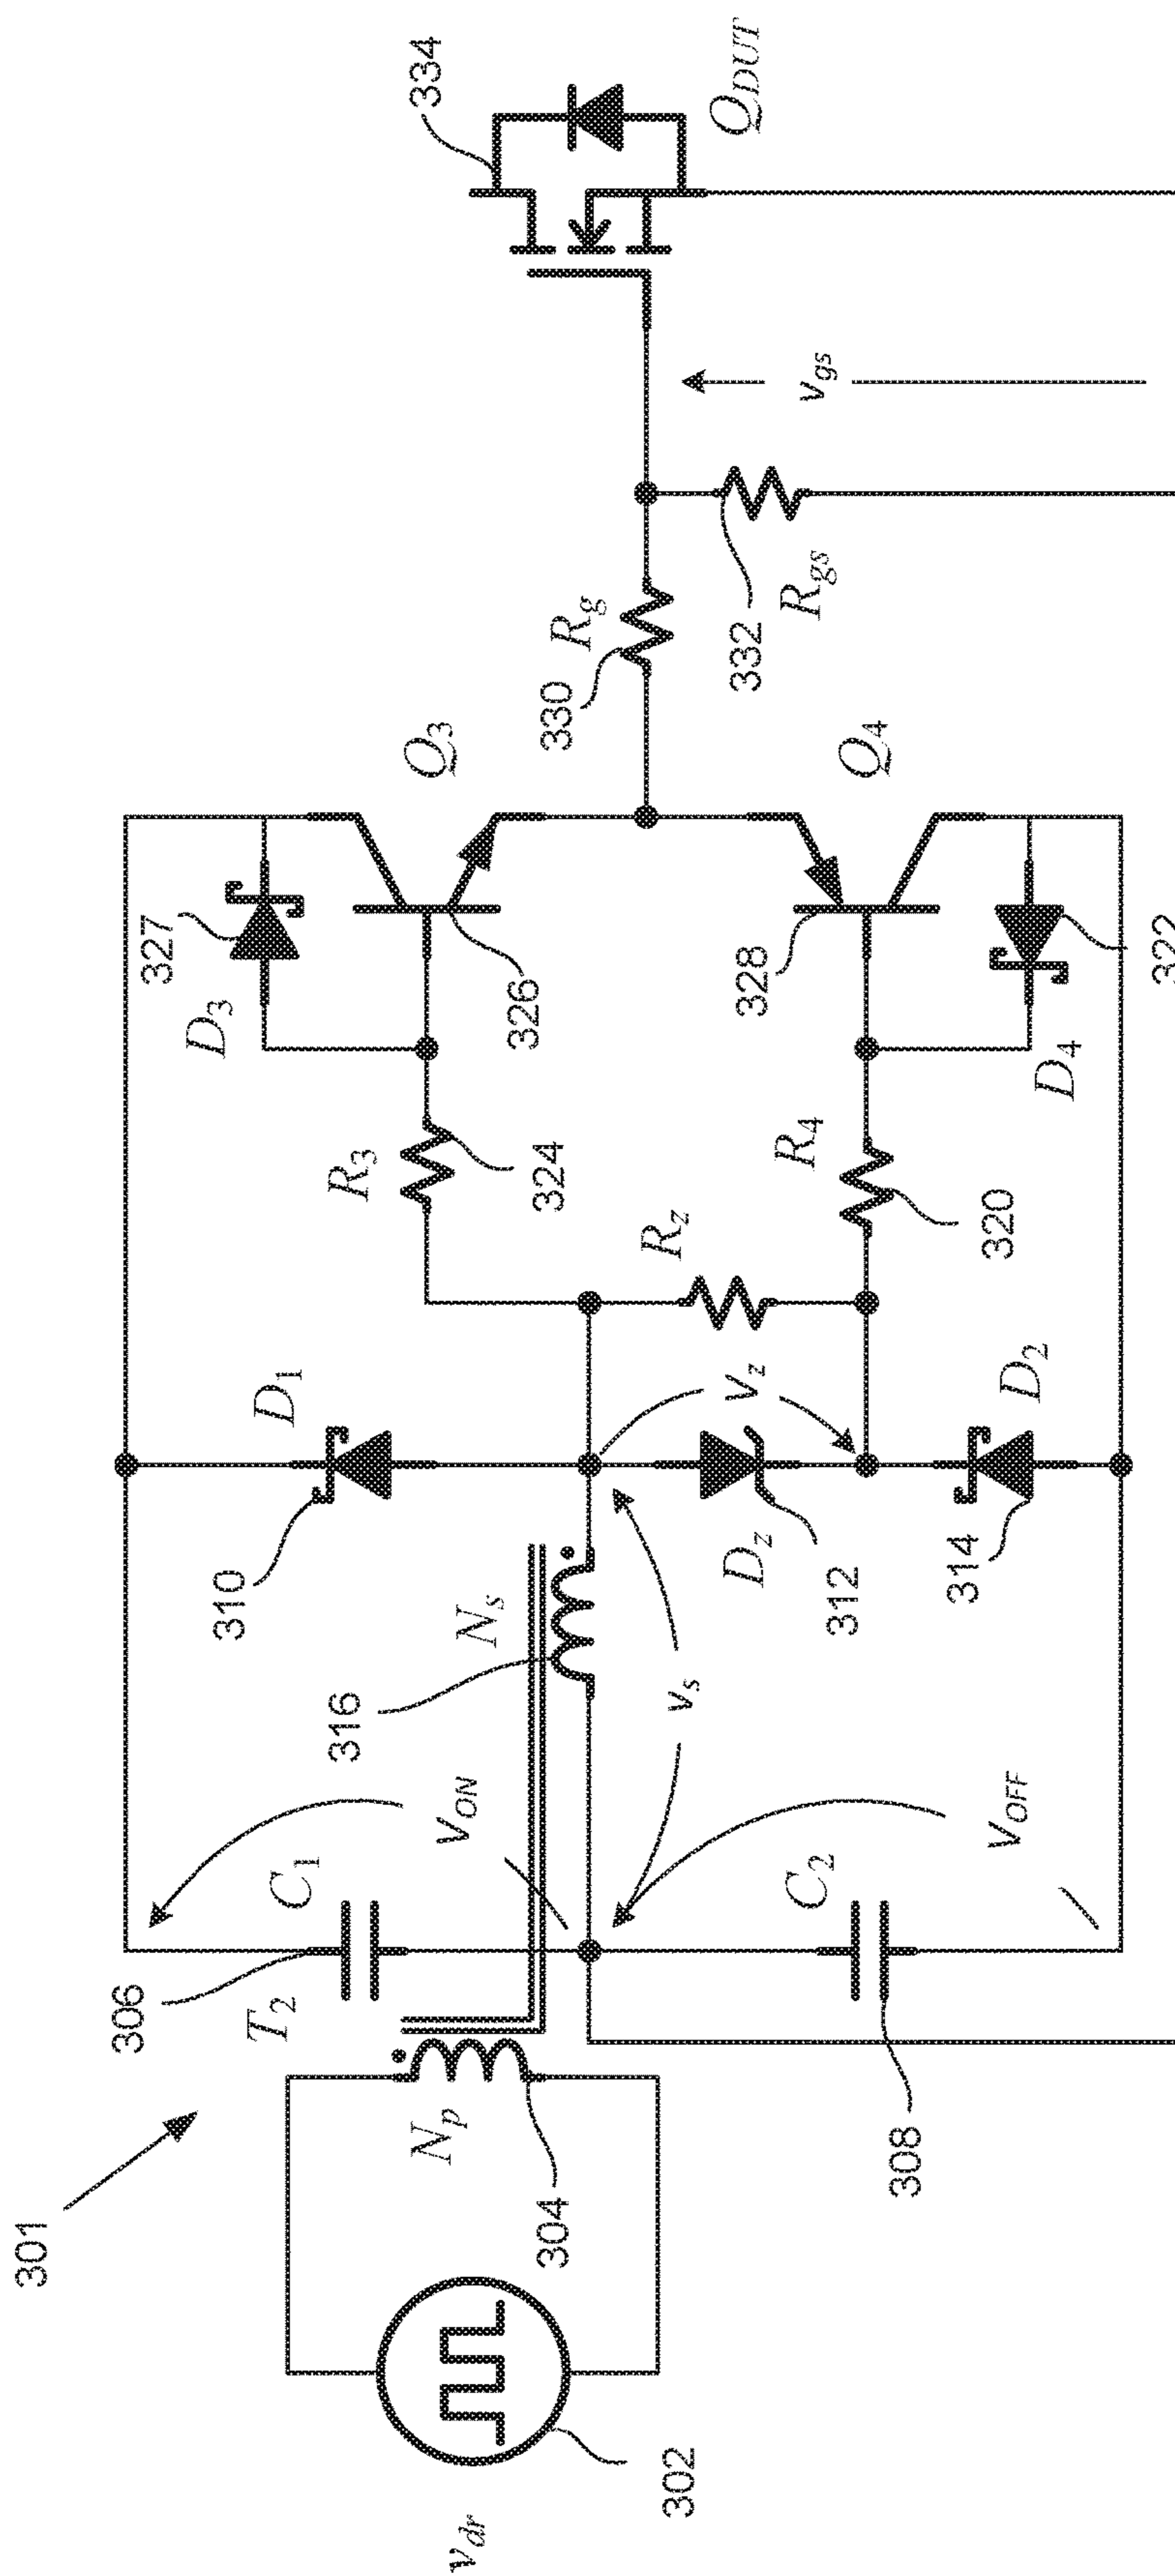 301
v_dr
302
N_p
304
T_2
306
C_1
V_ON
316
N_s
v_s
C_2
308
V_OFF
310
D_1
D_z
312
V_z
314
D_2
R_z
R_3
324
R_4
320
D_3
327
326
Q_3
328
Q_4
D_4
322
330
R_g
332
R_gs
v_gs
334
Q_DUT